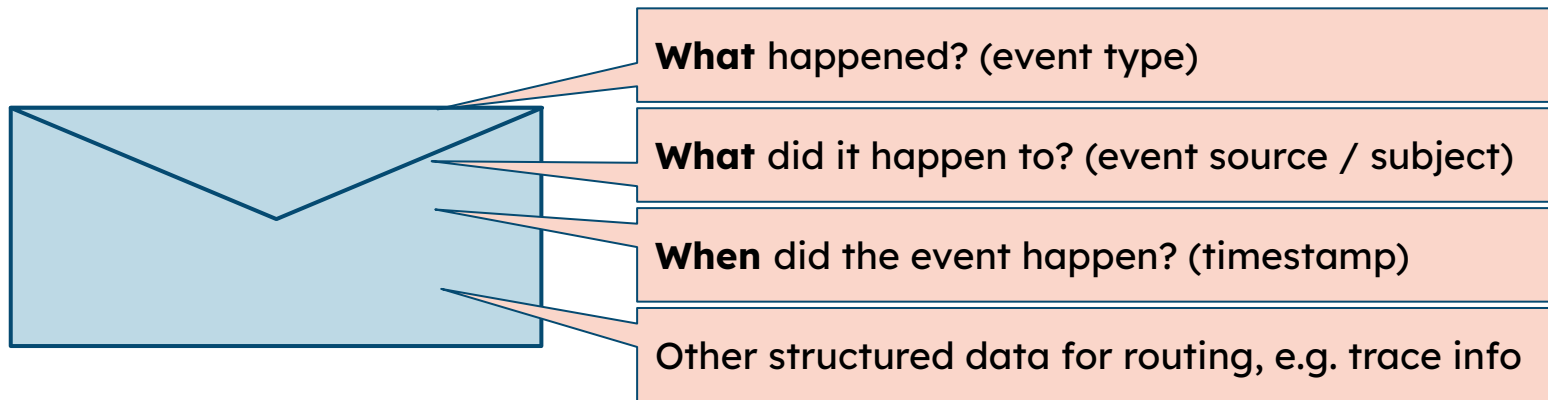 What happened? (event type)
What did it happen to? (event source / subject)
When did the event happen? (timestamp)
Other structured data for routing, e.g. trace info